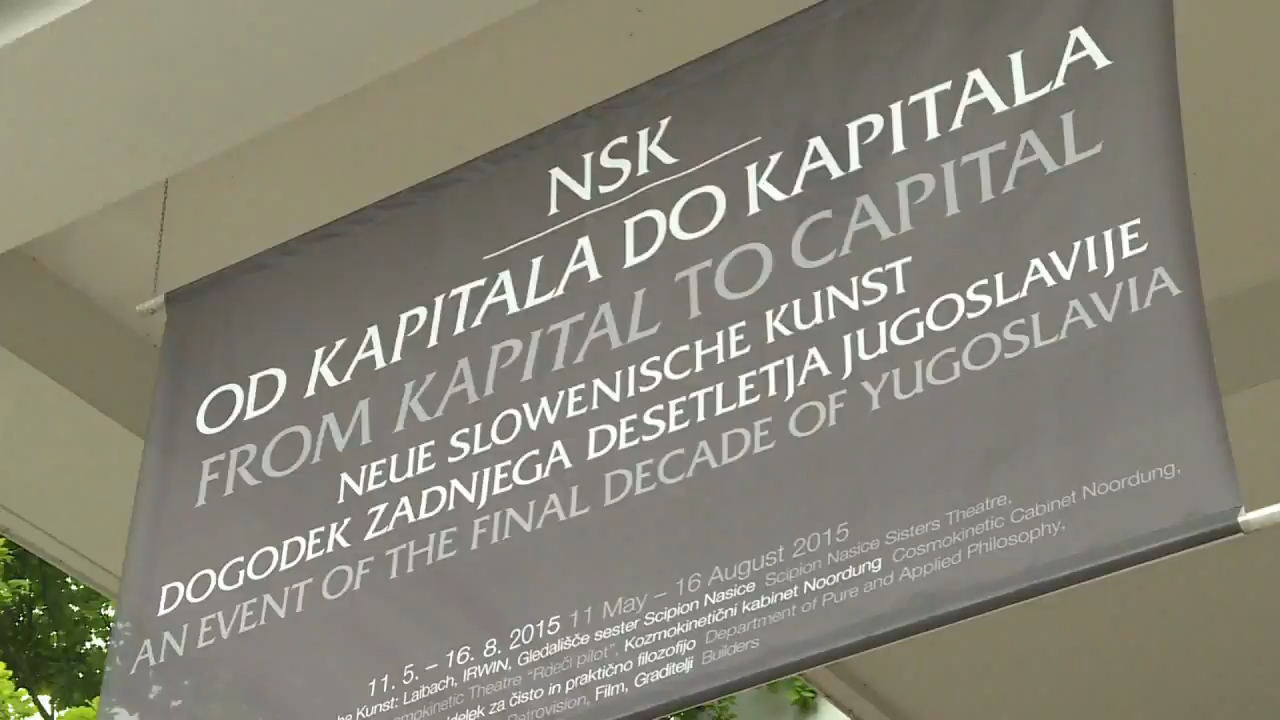 NSK
OD KAPITALA DO KAPITALA
FROM KAPITAL TO CAPITAL
NEUE SLOWENISCHE KUNST
DOGODEK ZADNJEGA DESETLETJA JUGOSLAVIJE
AN EVENT OF THE FINAL DECADE OF YUGOSLAVIA
11. 5. – 16. 8. 2015 11 May – 16 August 2015
Kunst: Laibach, IRWIN, Gledališče sester Scipion Nasice Scipion Nasice Sisters Theatre,
Theatre "Rdeči pilot", Kozmokinetični kabinet Noordung Cosmokinetic Cabinet Noordung,
za čisto in praktično filozofijo Department of Pure and Applied Philosophy,
Retrovision, Film, Graditelji Builders